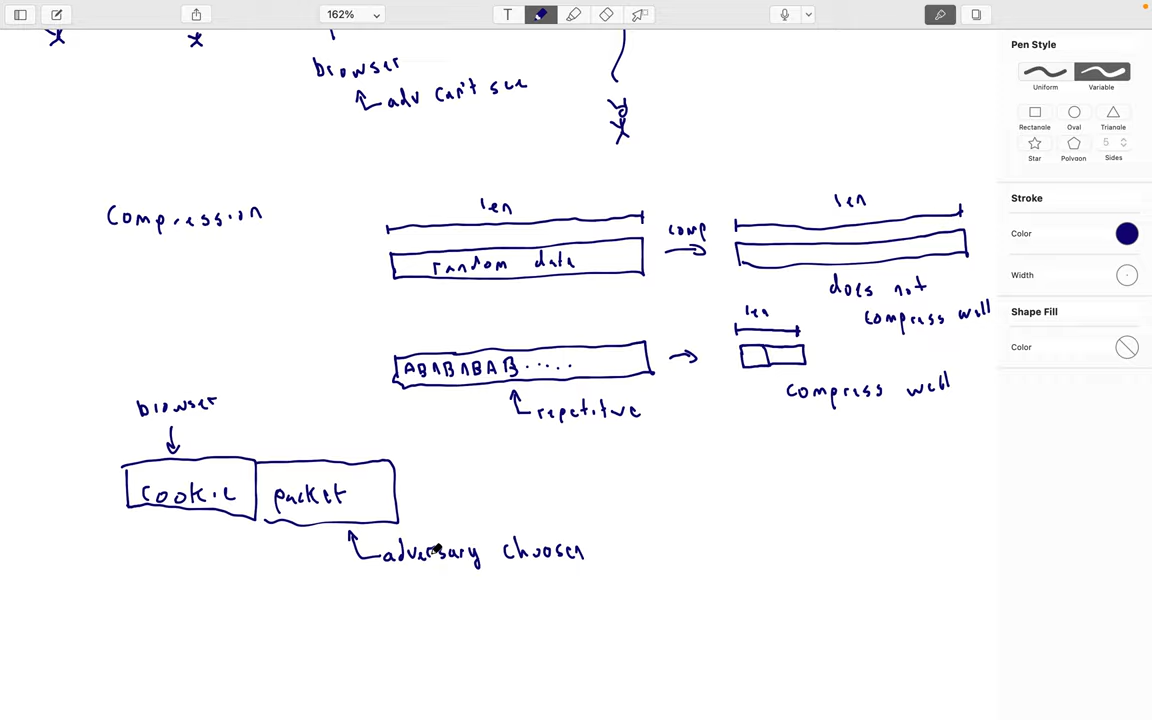 162%
T
Pen Style
Uniform
Variable
Rectangle
Oval
Triangle
Star
Polygon
5
Sides
Stroke
Color
Width
Shape Fill
Color
browser
adv can't see
Compression
len
random data
comp
len
does not
compress well
ABABABAB.....
repetitive
len
compress well
browser
cookie
packet
adversary chosen